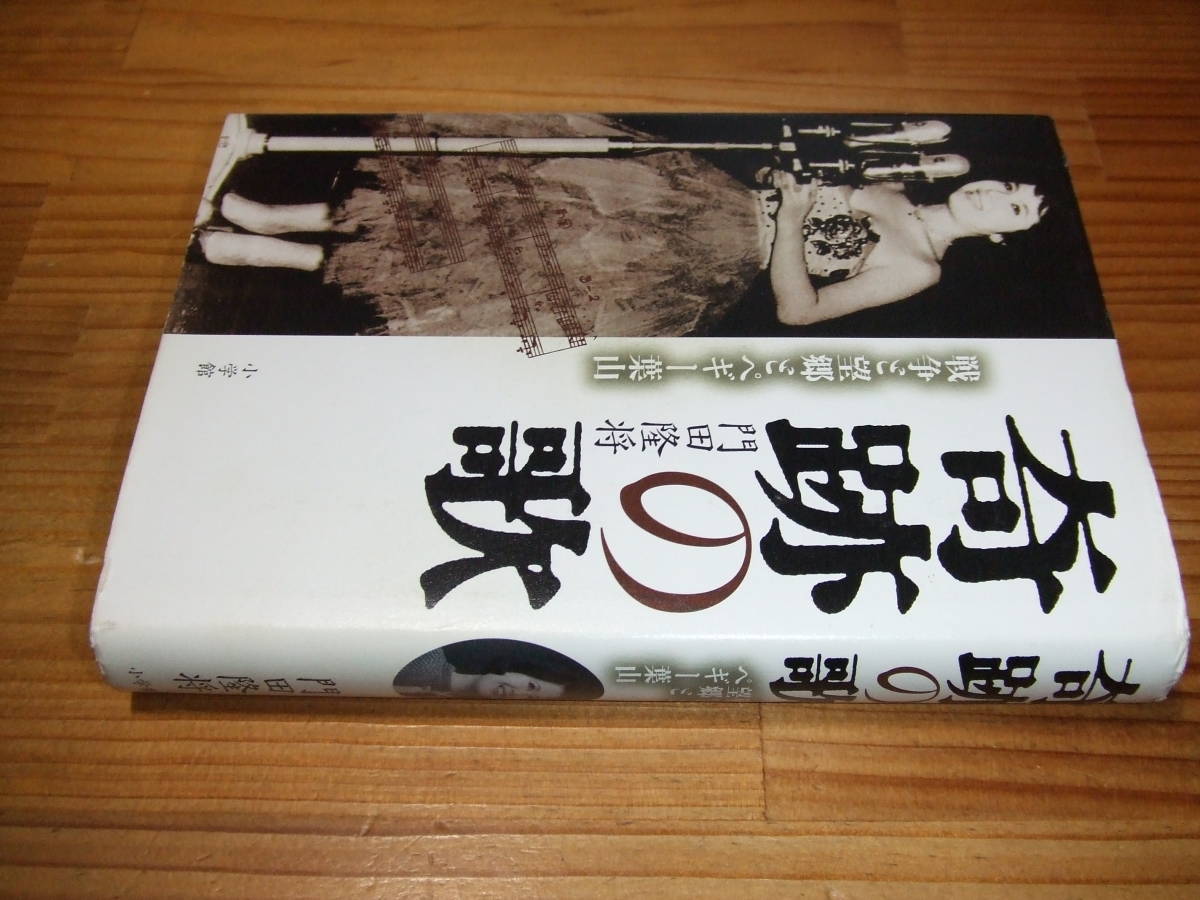 奇跡の歌
戦争と望郷とペギー葉山
門田隆将
小学館
奇跡の歌
望郷と
ペギー葉山
門田隆将
小学